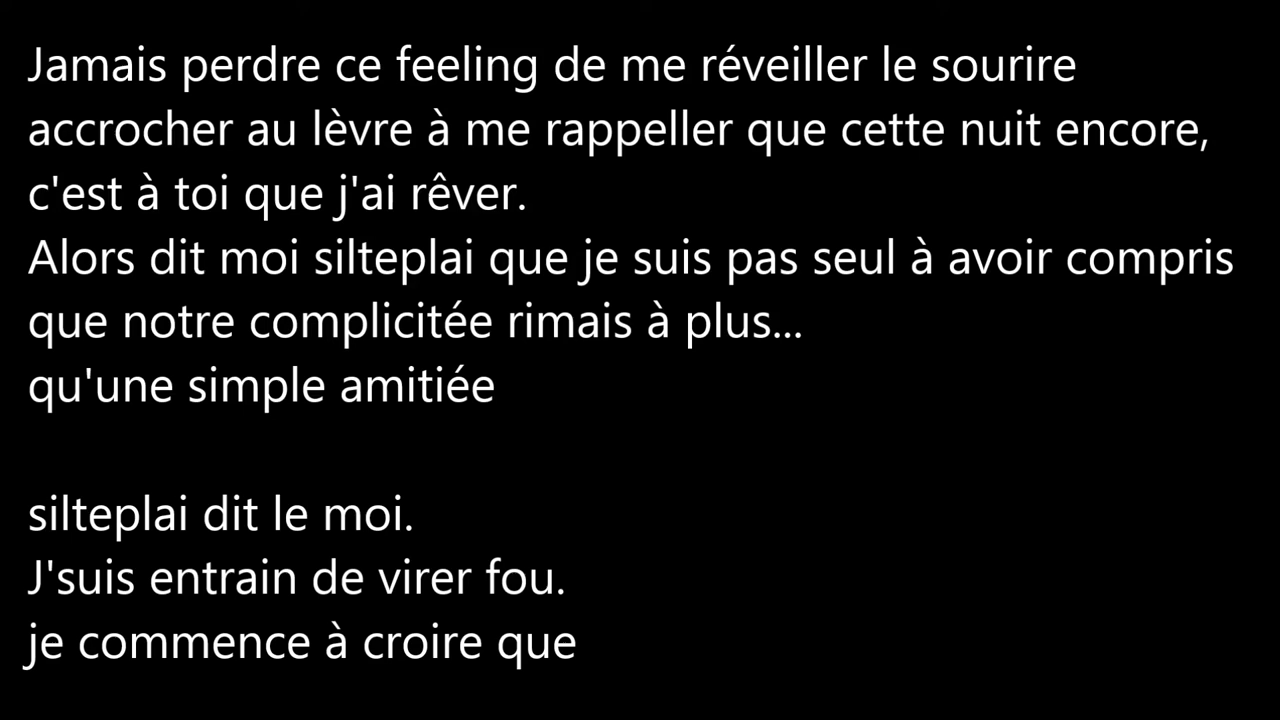 Jamais perdre ce feeling de me réveiller le sourire
accrocher au lèvre à me rappeller que cette nuit encore,
c'est à toi que j'ai rêver.
Alors dit moi silteplai que je suis pas seul à avoir compris
que notre complicitée rimais à plus...
qu'une simple amitiée
silteplai dit le moi.
J'suis entrain de virer fou.
je commence à croire que